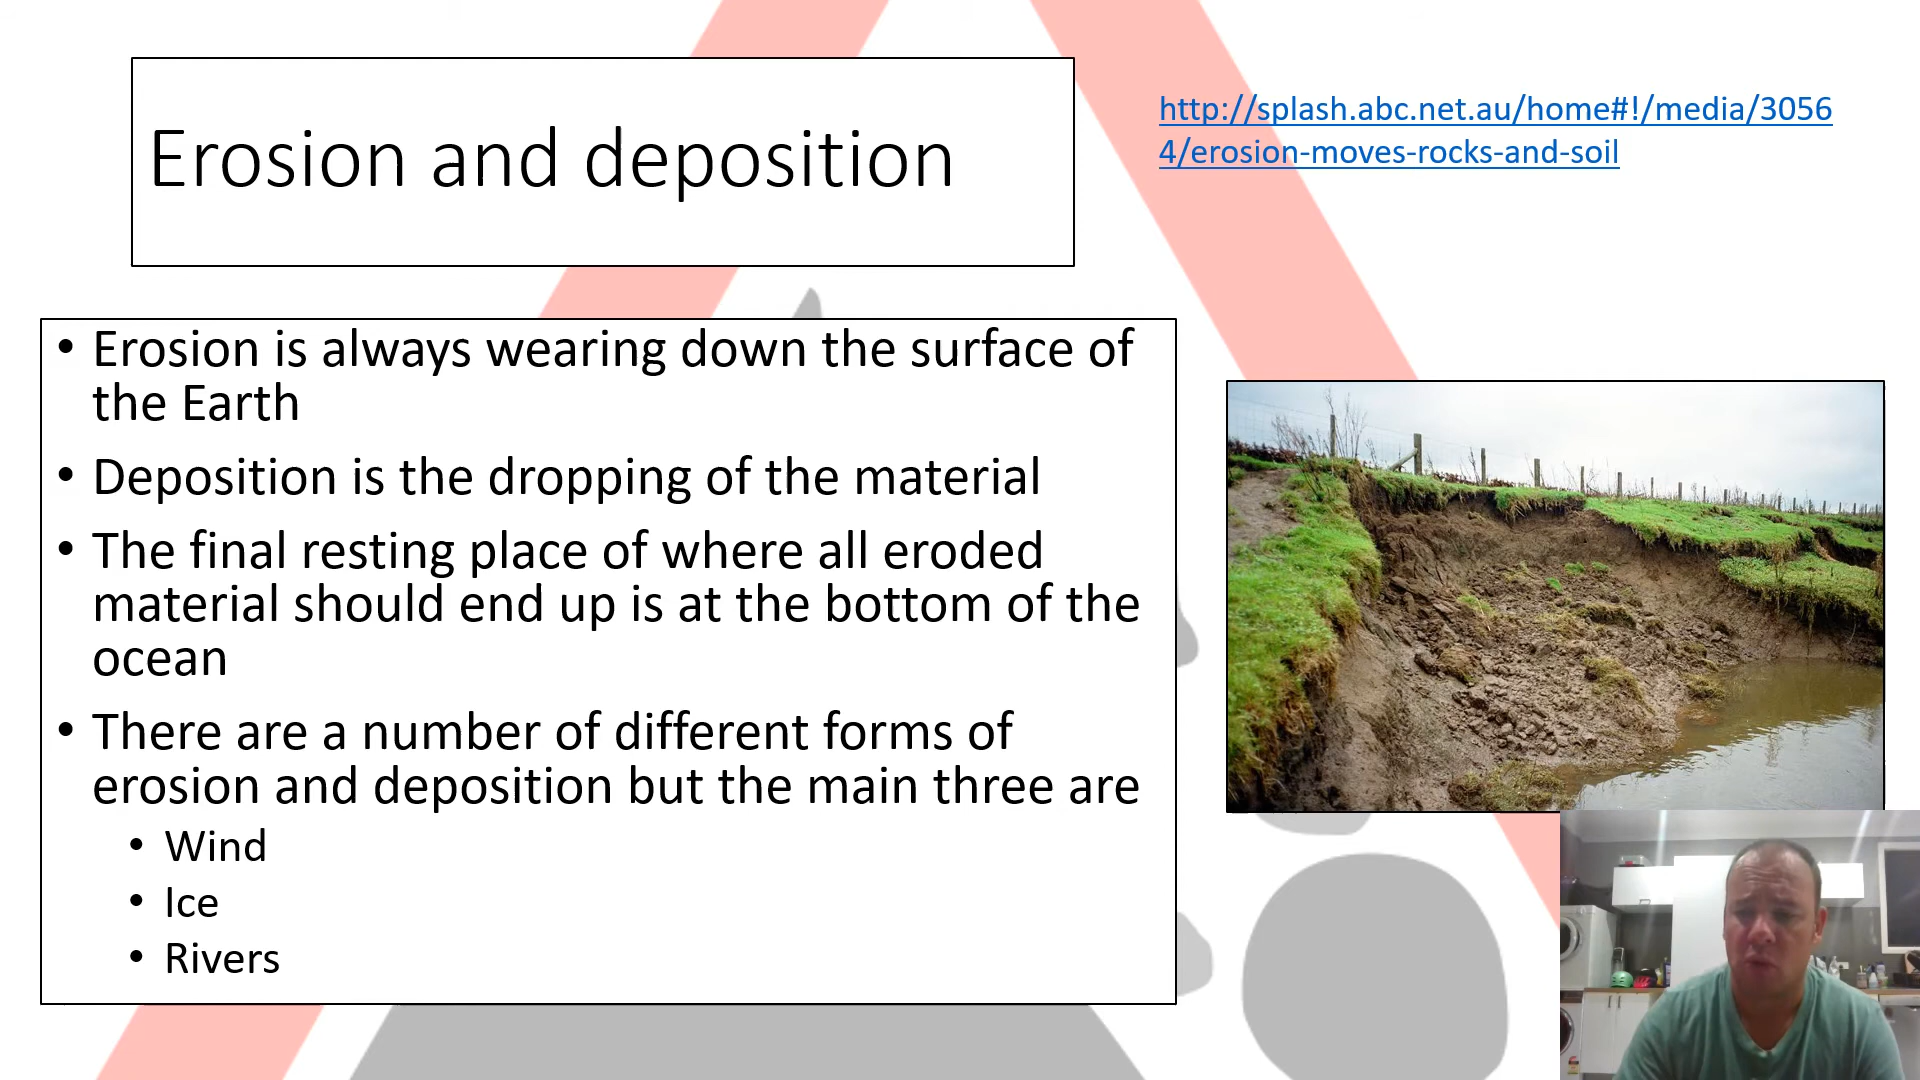 Erosion and deposition
http://splash.abc.net.au/home#!/media/3056
4/erosion-moves-rocks-and-soil
• Erosion is always wearing down the surface of
the Earth
• Deposition is the dropping of the material
• The final resting place of where all eroded
material should end up is at the bottom of the
ocean
• There are a number of different forms of
erosion and deposition but the main three are
• Wind
• Ice
• Rivers